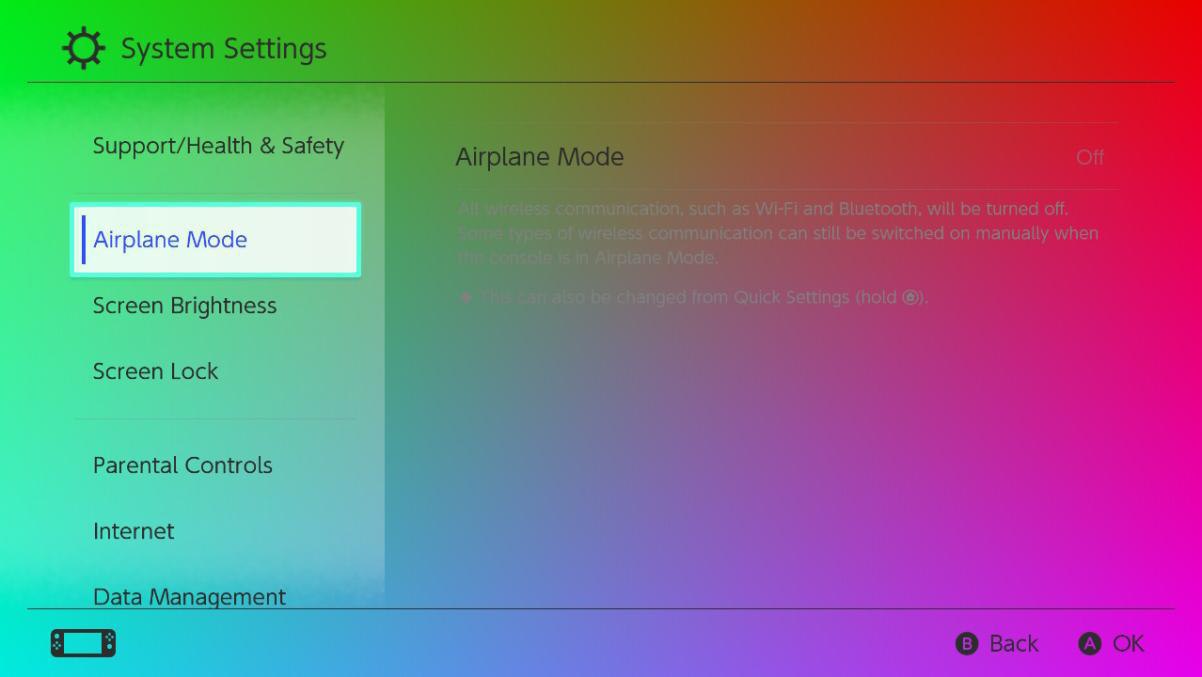 System Settings
Support/Health & Safety
Airplane Mode
Screen Brightness
Screen Lock
Parental Controls
Internet
Data Management
Airplane Mode Off
All wireless communication, such as Wi-Fi and Bluetooth, will be turned off.
Some types of wireless communication can still be switched on manually when
this console is in Airplane Mode.
This can also be changed from Quick Settings (hold ).
B Back A OK